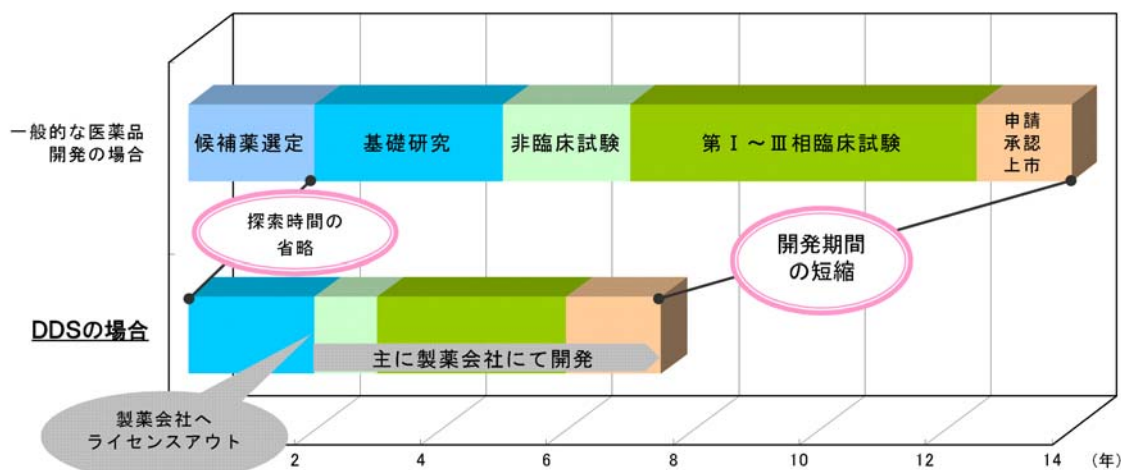 一般的な医薬品
開発の場合
候補薬選定
基礎研究
非臨床試験
第Ⅰ～Ⅲ相臨床試験
申請
承認
上市
探索時間の
省略
開発期間
の短縮
DDSの場合
主に製薬会社にて開発
製薬会社へ
ライセンスアウト
2 4 6 8 10 12 14 (年)